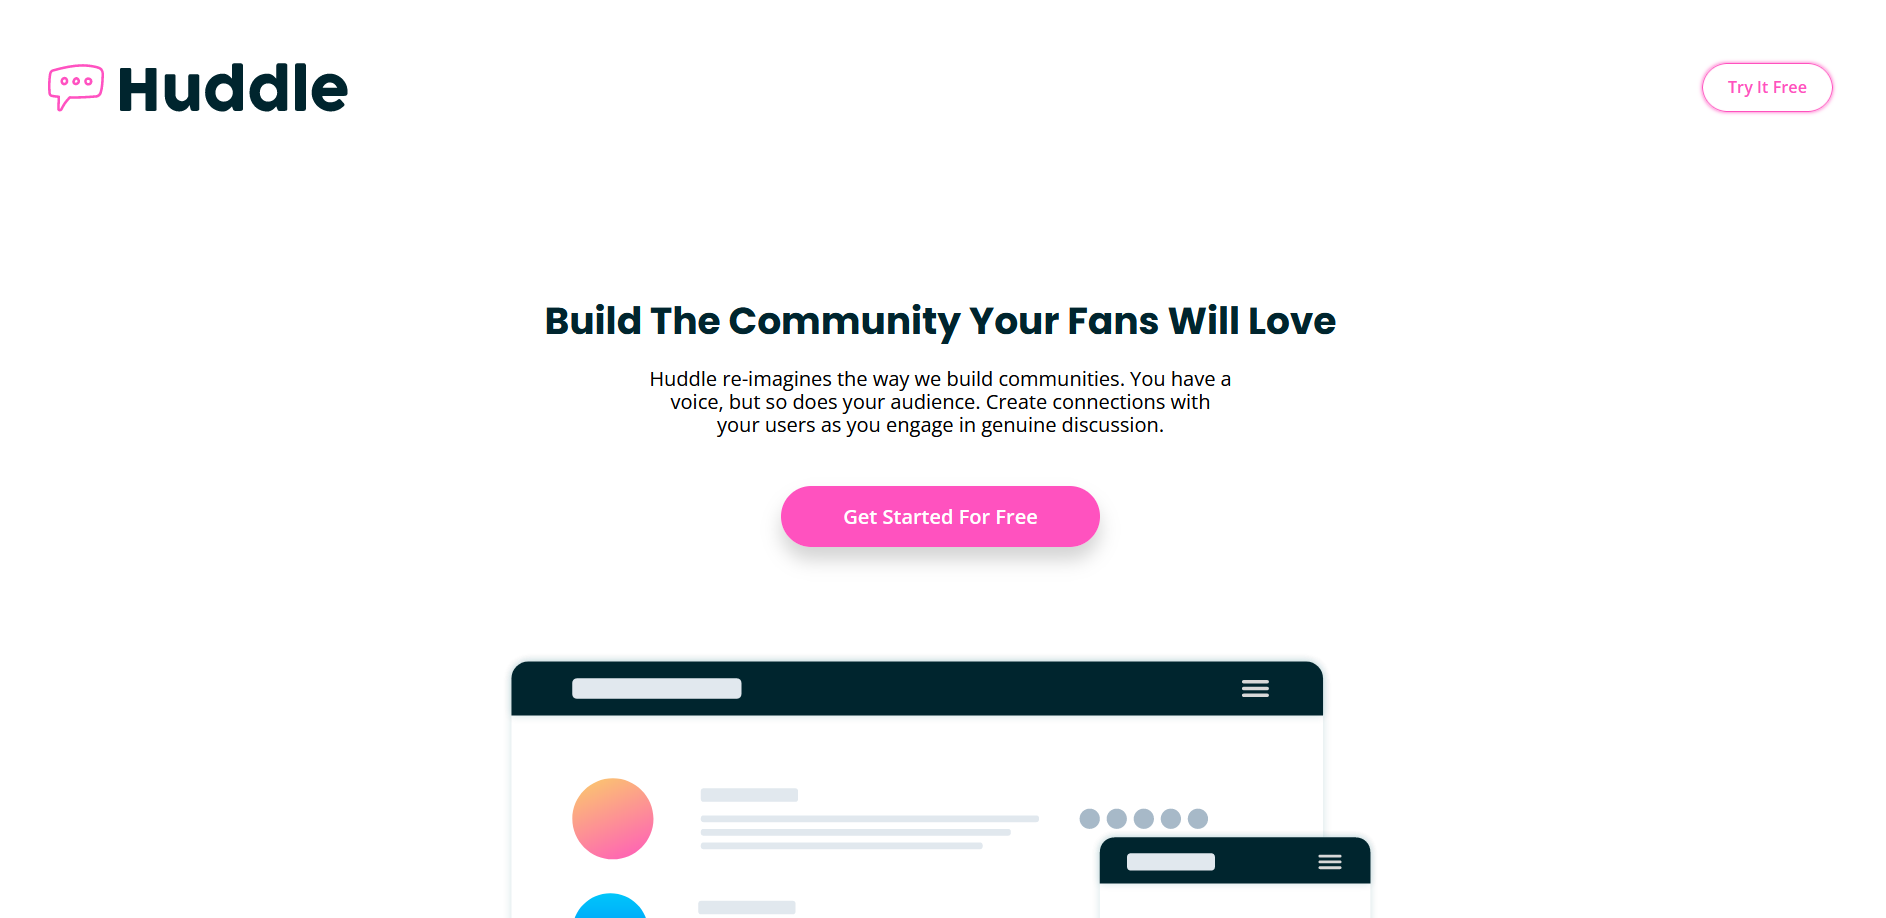 Huddle
Try It Free
Build The Community Your Fans Will Love
Huddle re-imagines the way we build communities. You have a
voice, but so does your audience. Create connections with
your users as you engage in genuine discussion.
Get Started For Free